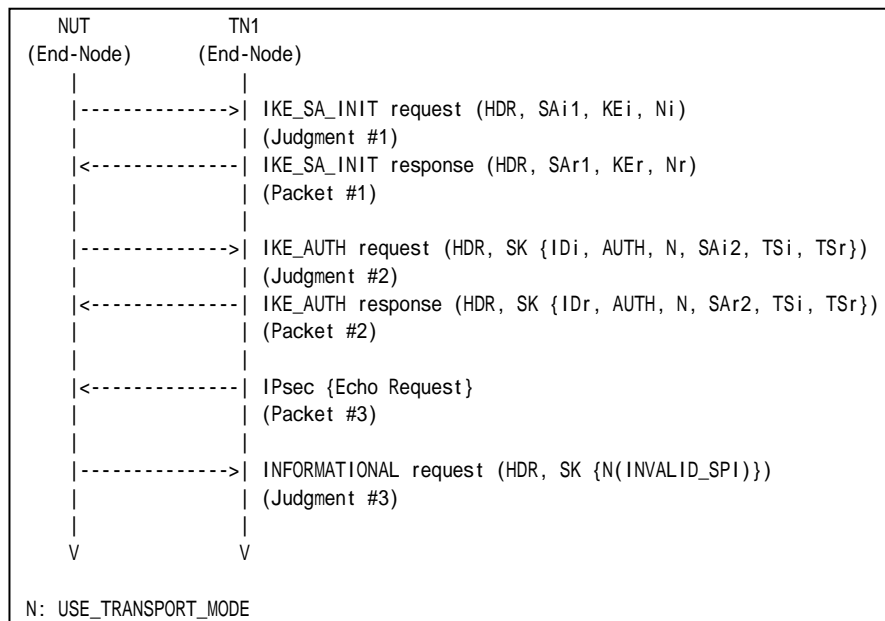 NUT TN1
(End-Node) (End-Node)
| |
|-------------->| IKE_SA_INIT request (HDR, SAi1, KEi, Ni)
| | (Judgment #1)
|<--------------| IKE_SA_INIT response (HDR, SAr1, KEr, Nr)
| | (Packet #1)
| |
|-------------->| IKE_AUTH request (HDR, SK {IDi, AUTH, N, SAi2, TSi, TSr})
| | (Judgment #2)
|<--------------| IKE_AUTH response (HDR, SK {IDr, AUTH, N, SAr2, TSi, TSr})
| | (Packet #2)
| |
|<--------------| IPsec {Echo Request}
| | (Packet #3)
| |
|-------------->| INFORMATIONAL request (HDR, SK {N(INVALID_SPI)})
| | (Judgment #3)
| |
V V
N: USE_TRANSPORT_MODE